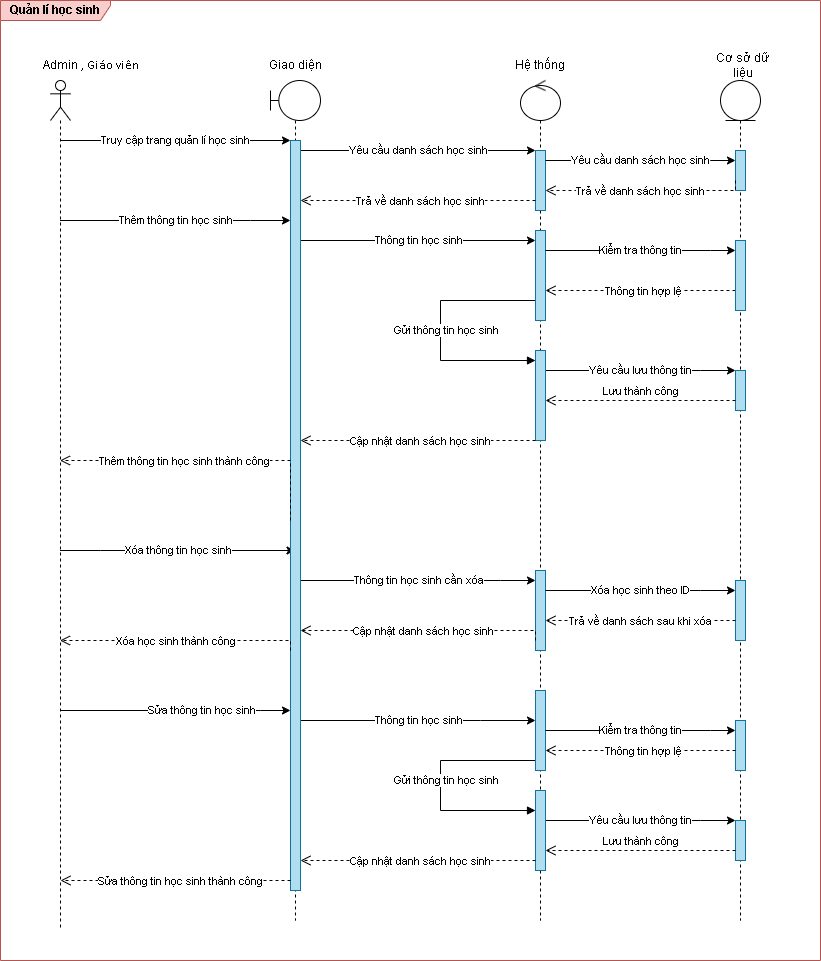 Quản lí học sinh
Admin , Giáo viên
Giao diện
Hệ thống
Cơ sở dữ
liệu
Truy cập trang quản lí học sinh
Yêu cầu danh sách học sinh
Yêu cầu danh sách học sinh
Trả về danh sách học sinh
Trả về danh sách học sinh
Thêm thông tin học sinh
Thông tin học sinh
Kiểm tra thông tin
Thông tin hợp lệ
Gửi thông tin học sinh
Yêu cầu lưu thông tin
Lưu thành công
Cập nhật danh sách học sinh
Thêm thông tin học sinh thành công
Xóa thông tin học sinh
Thông tin học sinh cần xóa
Xóa học sinh theo ID
Trả về danh sách sau khi xóa
Cập nhật danh sách học sinh
Xóa học sinh thành công
Sửa thông tin học sinh
Thông tin học sinh
Kiểm tra thông tin
Thông tin hợp lệ
Gửi thông tin học sinh
Yêu cầu lưu thông tin
Lưu thành công
Cập nhật danh sách học sinh
Sửa thông tin học sinh thành công